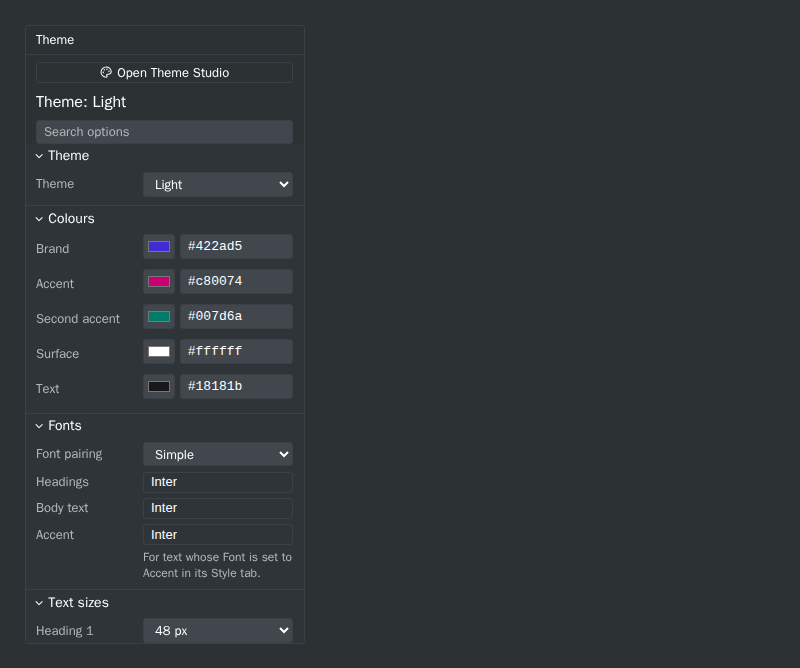 Theme
Open Theme Studio
Theme: Light
Search options
Theme
Theme Light
Colours
Brand #422ad5
Accent #c80074
Second accent #007d6a
Surface #ffffff
Text #18181b
Fonts
Font pairing Simple
Headings Inter
Body text Inter
Accent Inter
For text whose Font is set to
Accent in its Style tab.
Text sizes
Heading 1 48 px